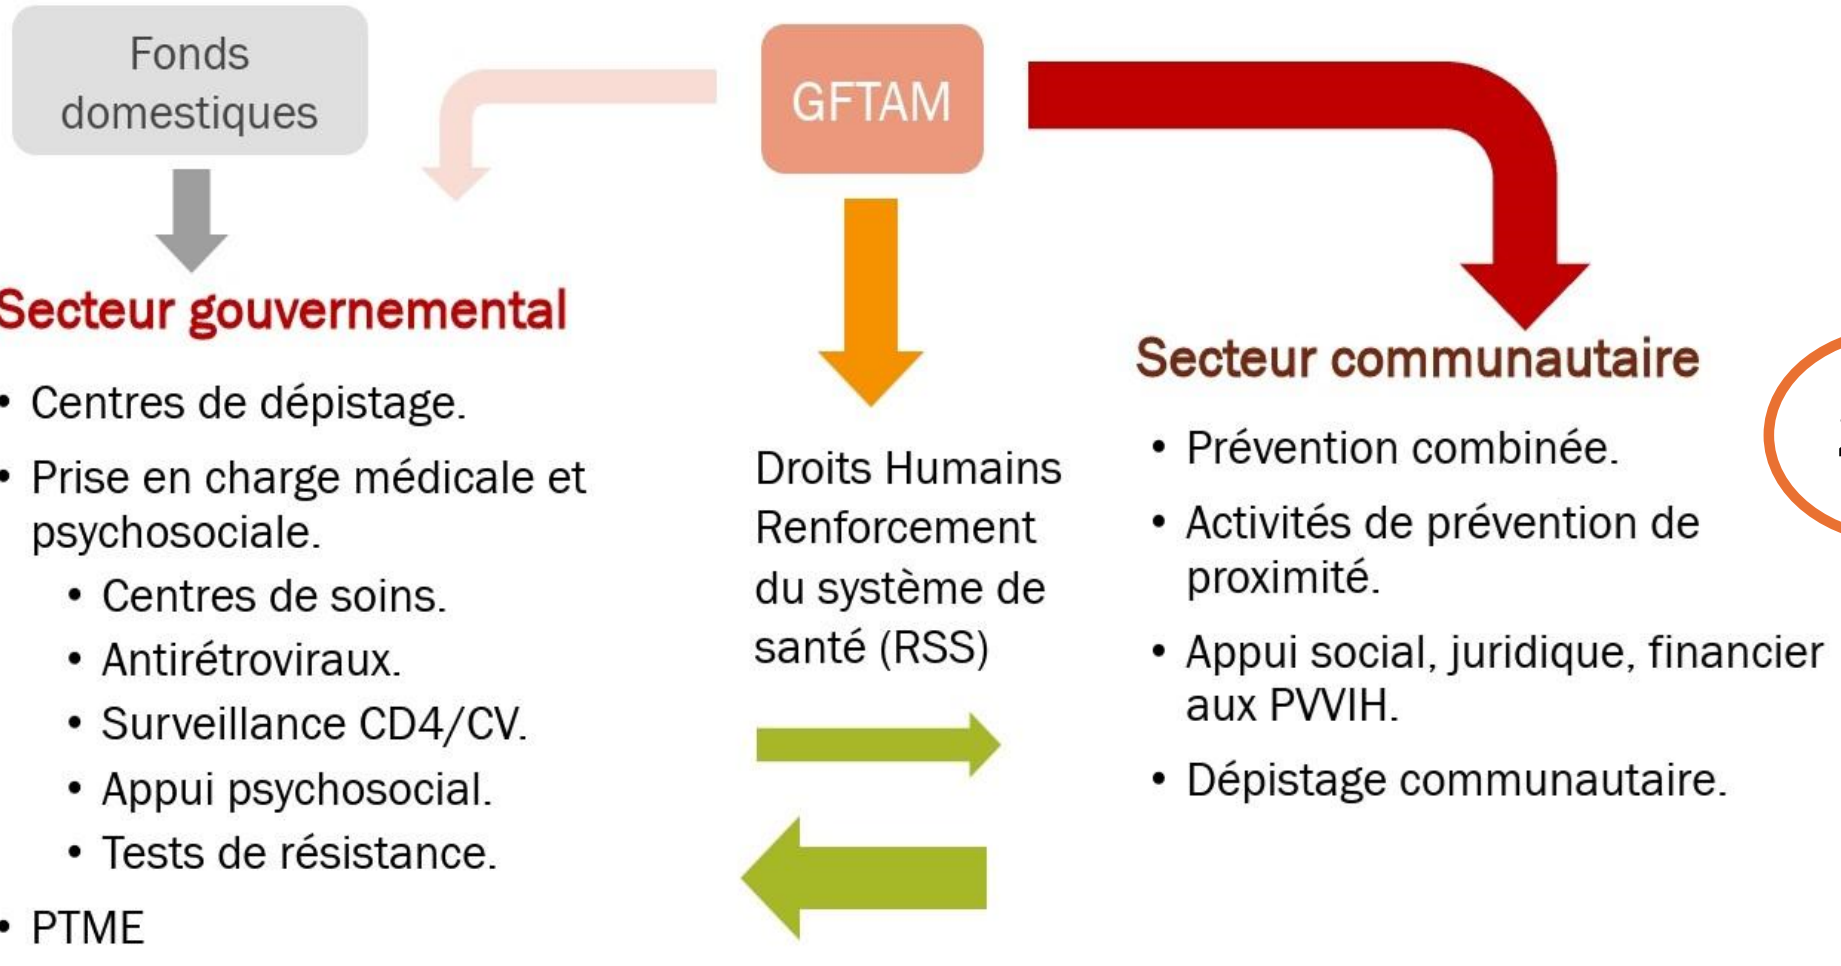 Fonds
domestiques
GFTAM
Secteur gouvernemental
• Centres de dépistage.
• Prise en charge médicale et
psychosociale.
• Centres de soins.
• Antirétroviraux.
• Surveillance CD4/CV.
• Appui psychosocial.
• Tests de résistance.
• PTME
Droits Humains
Renforcement
du système de
santé (RSS)
Secteur communautaire
• Prévention combinée.
• Activités de prévention de
proximité.
• Appui social, juridique, financier
aux PVVIH.
• Dépistage communautaire.